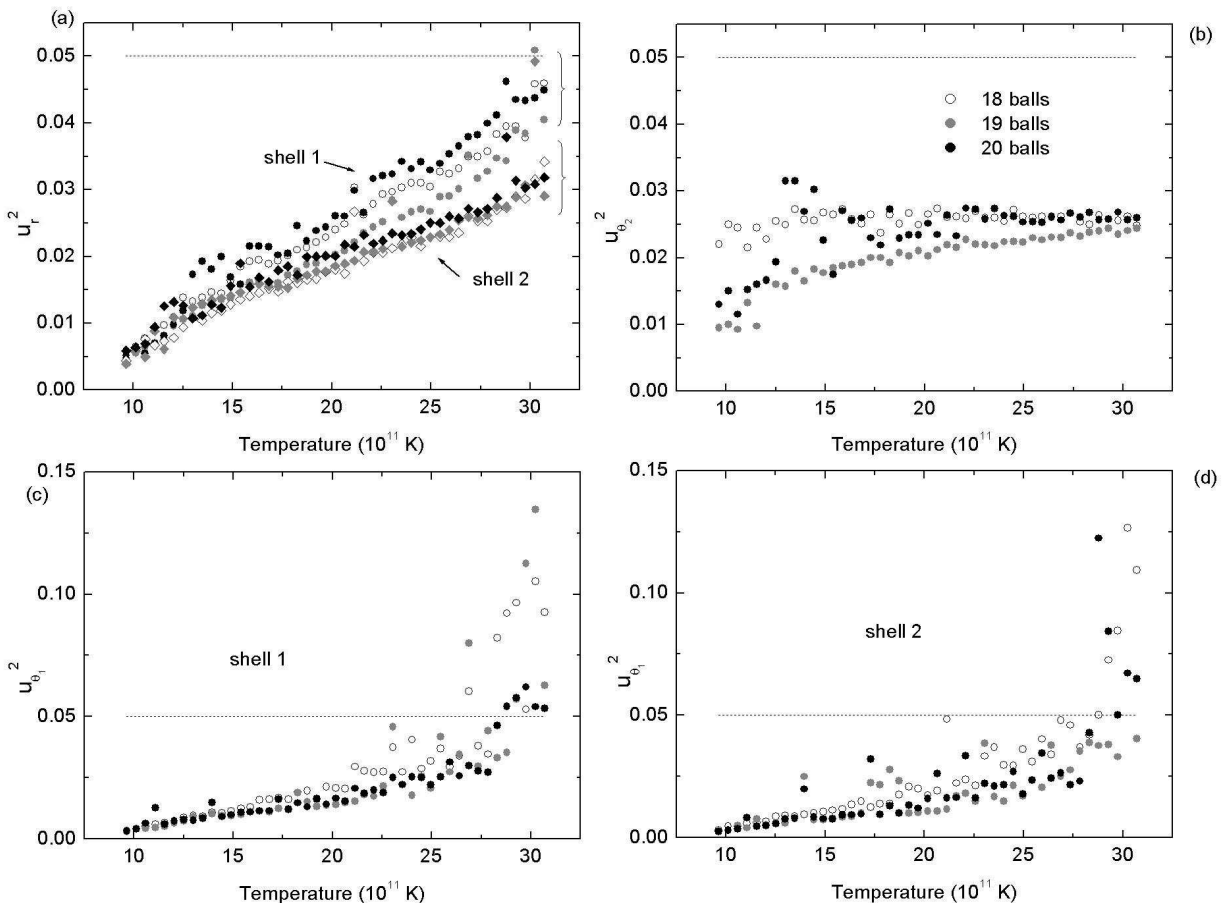 (a)
0.05
0.04
0.03
0.02
0.01
0.00
u_r^2
shell 1
shell 2
10 15 20 25 30
Temperature (10^11 K)
(b)
0.05
0.04
0.03
0.02
0.01
0.00
u_θ2^2
18 balls
19 balls
20 balls
10 15 20 25 30
Temperature (10^11 K)
(c)
0.15
0.10
0.05
0.00
u_θ1^2
shell 1
10 15 20 25 30
Temperature (10^11 K)
(d)
0.15
0.10
0.05
0.00
u_θ1^2
shell 2
10 15 20 25 30
Temperature (10^11 K)